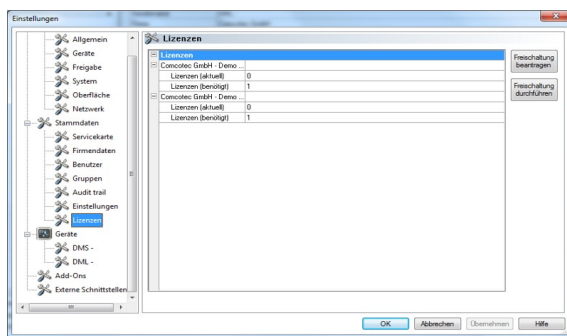 Einstellungen
Allgemein
Geräte
Freigabe
System
Oberfläche
Netzwerk
Stammdaten
Servicekarte
Firmendaten
Benutzer
Gruppen
Audit trail
Einstellungen
Lizenzen
Geräte
DMS -
DML -
Add-Ons
Externe Schnittstellen
Lizenzen
Lizenzen
Comcotec GmbH - Demo ...
Lizenzen (aktuell) 0
Lizenzen (benötigt) 1
Comcotec GmbH - Demo ...
Lizenzen (aktuell) 0
Lizenzen (benötigt) 1
Freischaltung
beantragen
Freischaltung
durchführen
OK Abbrechen Übernehmen Hilfe